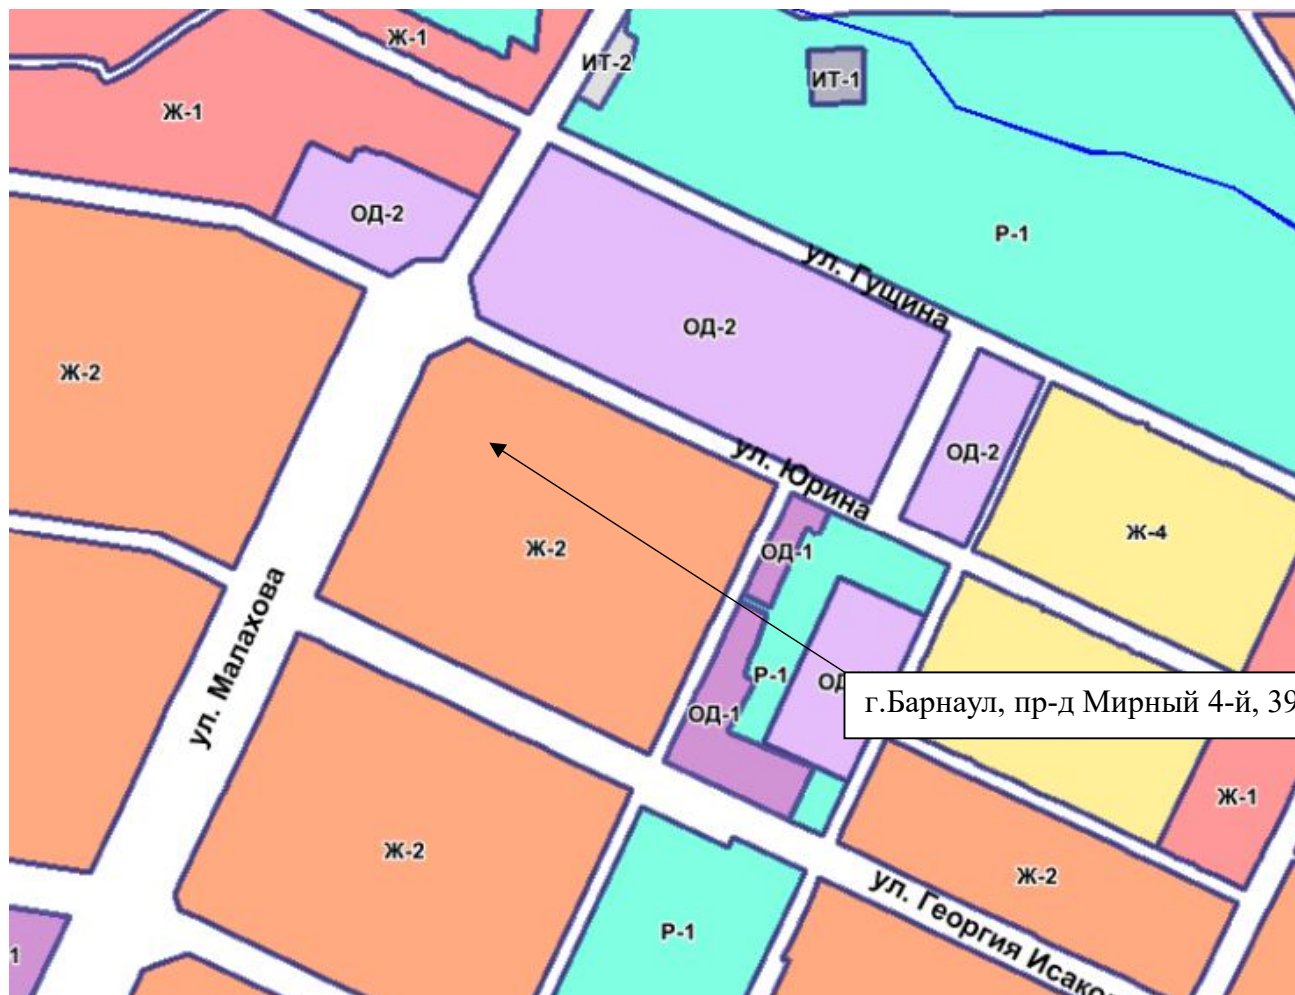 Ж-1
ИТ-2
ИТ-1
Ж-1
ОД-2
Р-1
ул. Гущина
ОД-2
Ж-2
ул. Юрина
ОД-2
Ж-4
Ж-2
ОД-1
ул. Малахова
Р-1
ОД
г.Барнаул, пр-д Мирный 4-й, 39
ОД-1
Ж-1
Ж-2
Ж-2
ул. Георгия Исако
Р-1
1